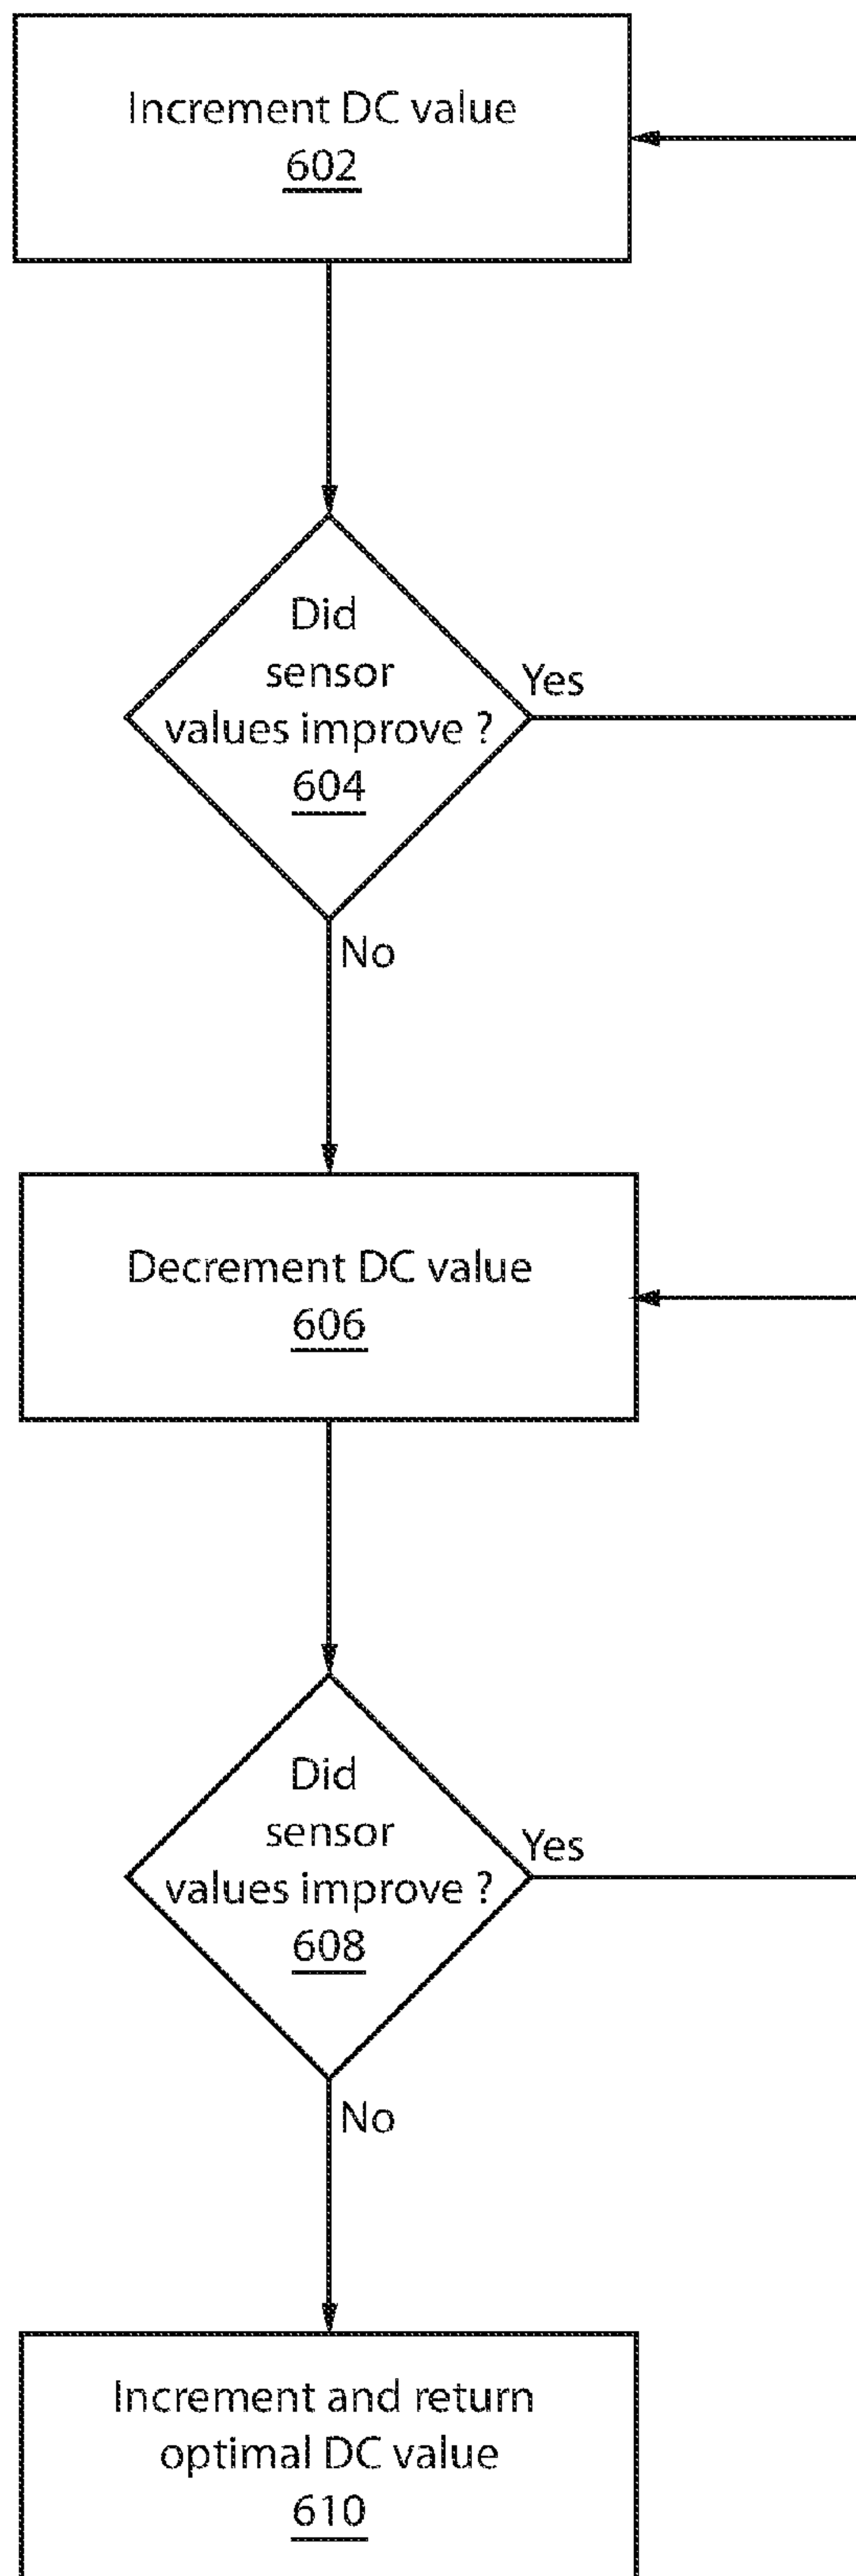 Increment DC value
602
Did
sensor
values improve ?
604
Yes
No
Decrement DC value
606
Did
sensor
values improve ?
608
Yes
No
Increment and return
optimal DC value
610